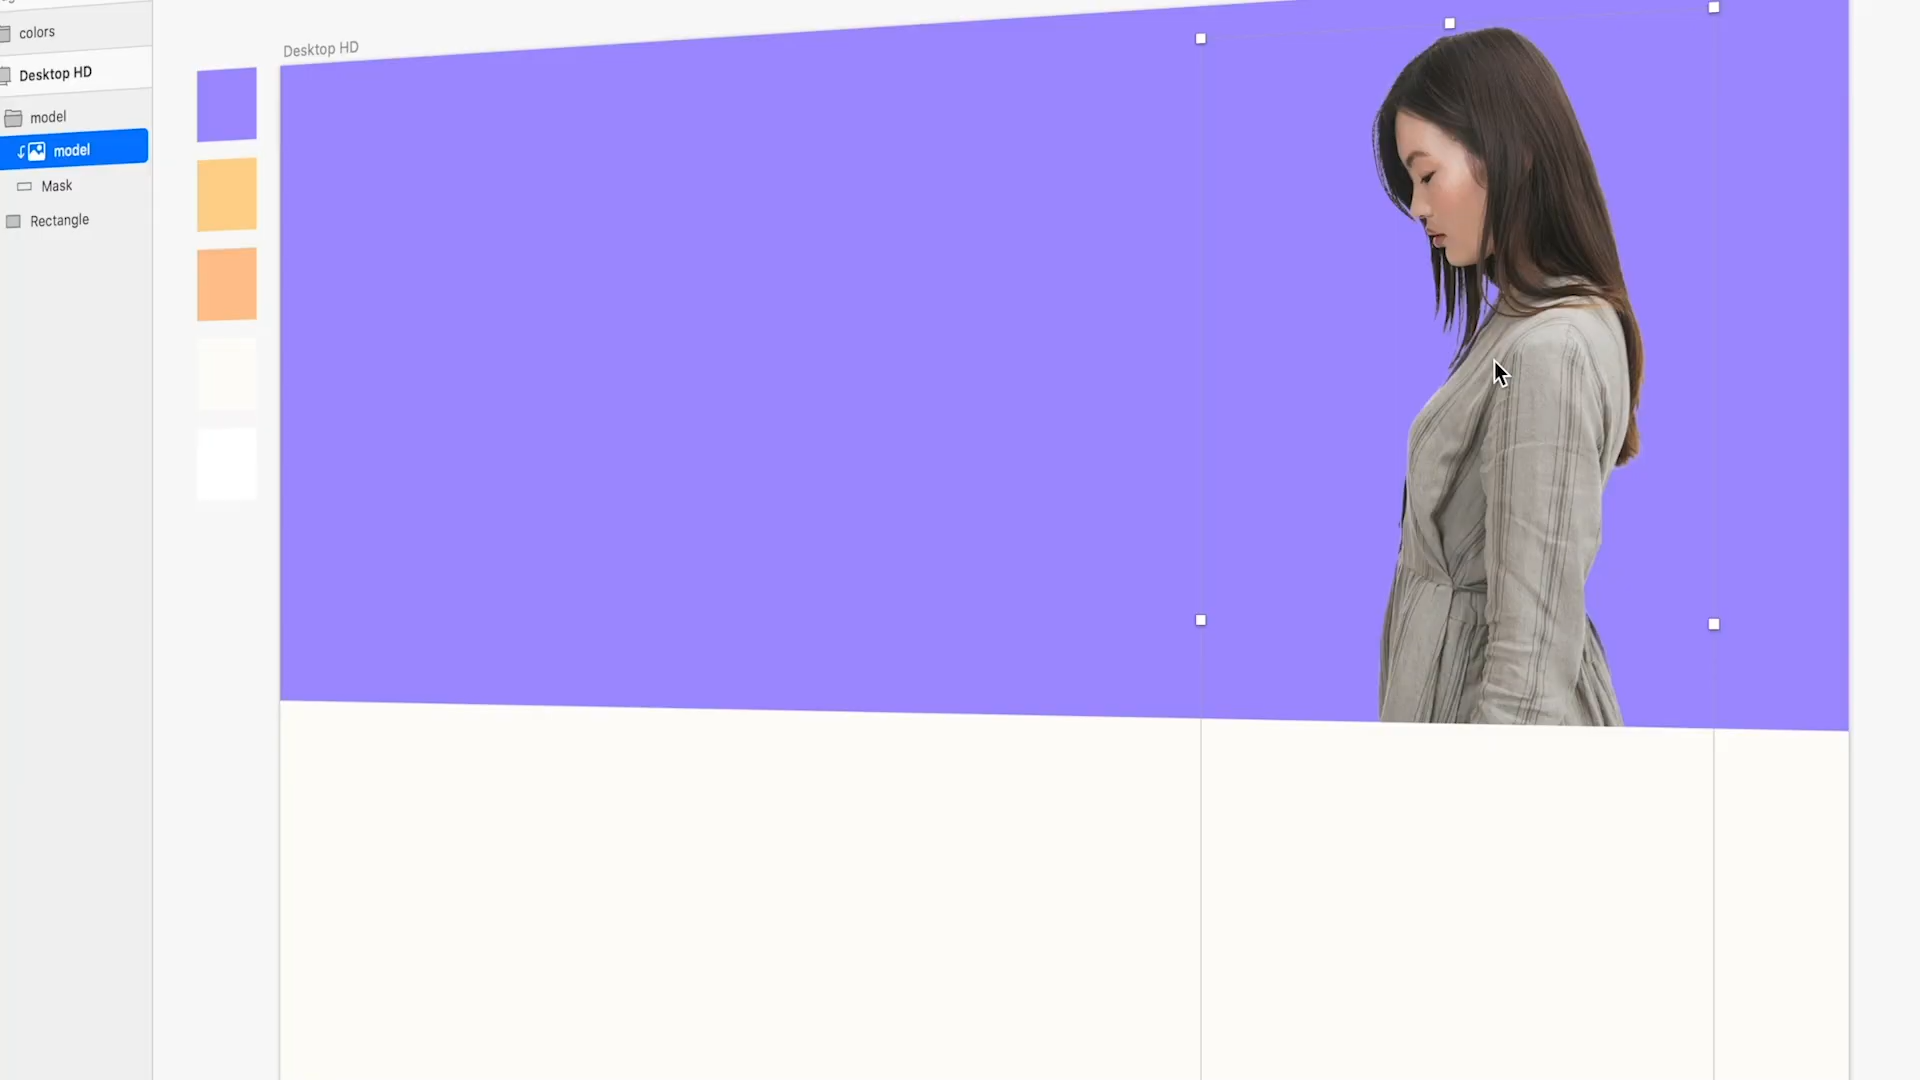 colors
Desktop HD
model
model
Mask
Rectangle
Desktop HD